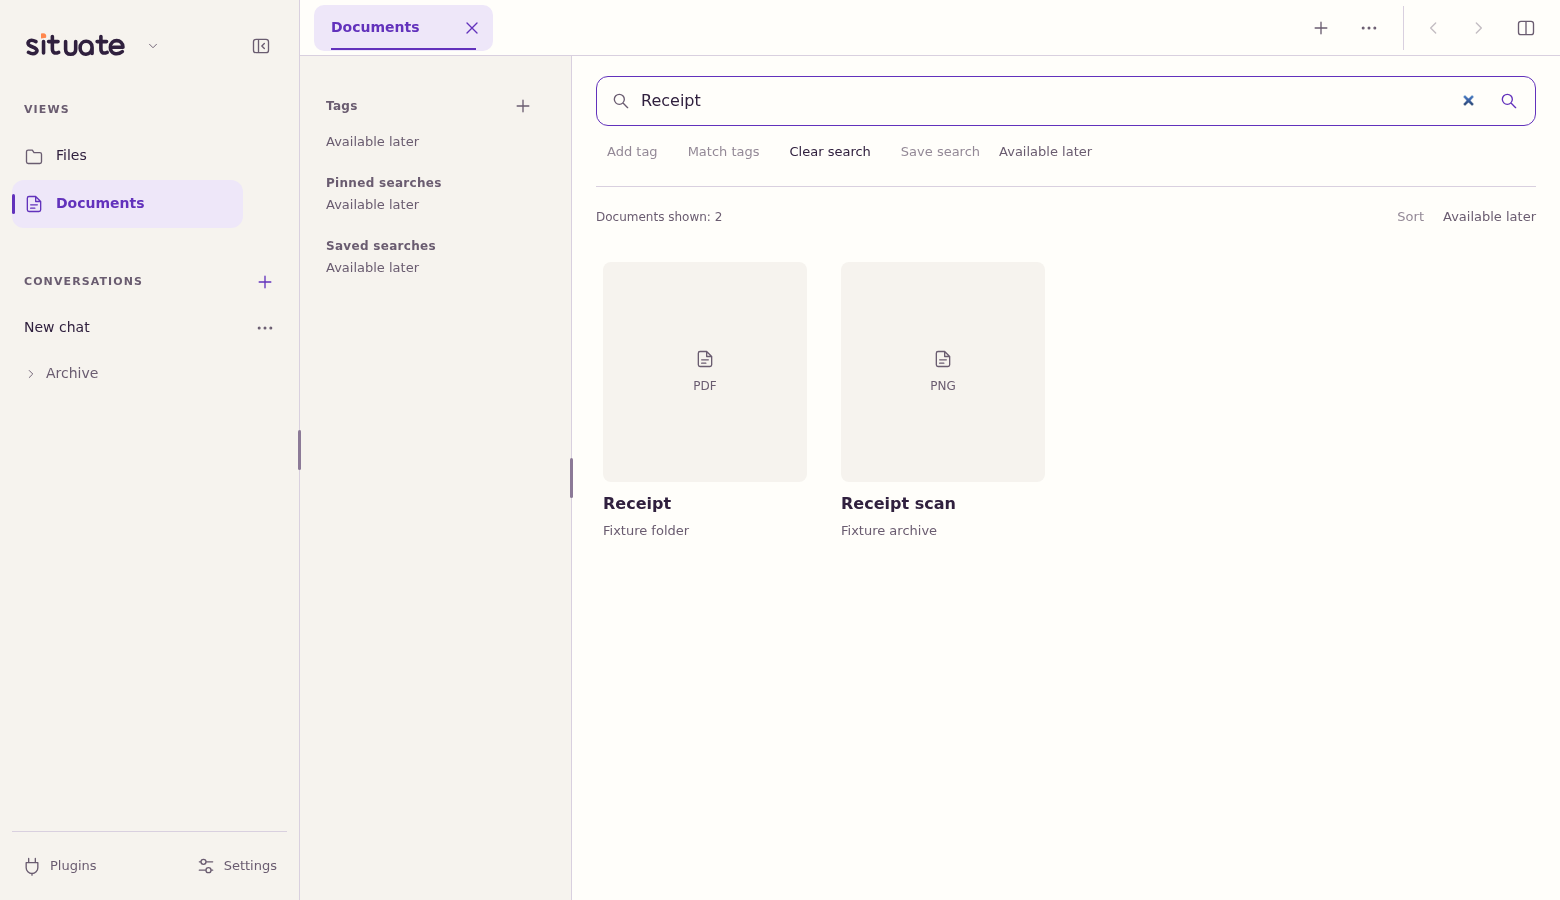 situate
VIEWS
Files
Documents
CONVERSATIONS
New chat
Archive
Plugins
Settings
Documents
Tags
Available later
Pinned searches
Available later
Saved searches
Available later
Receipt
Add tag Match tags Clear search Save search Available later
Documents shown: 2
Sort Available later
PDF
Receipt
Fixture folder
PNG
Receipt scan
Fixture archive